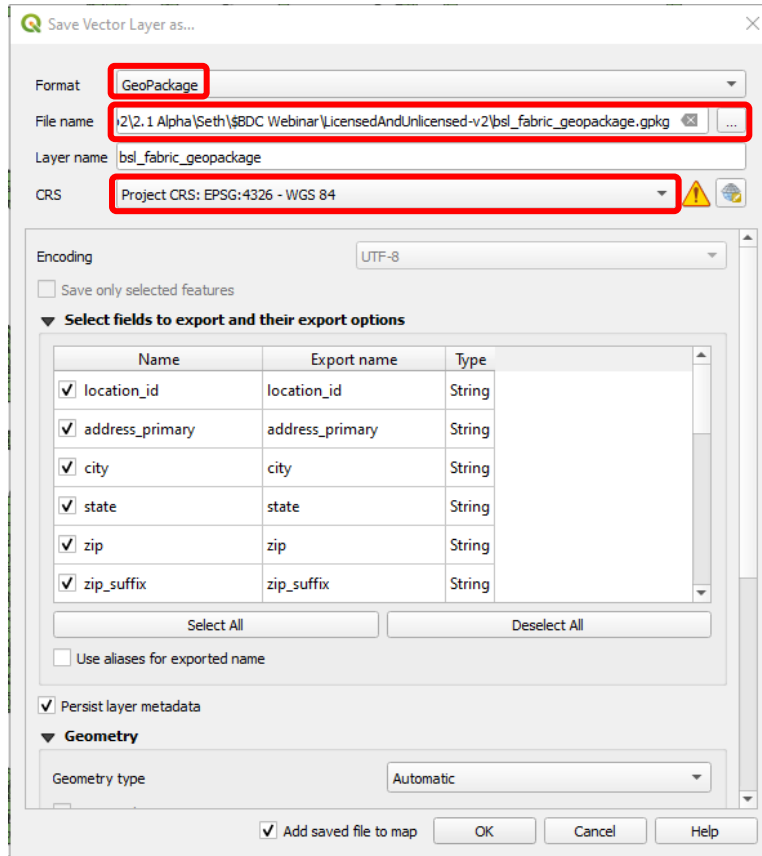 Save Vector Layer as...
Format GeoPackage
File name 2\2.1 Alpha\Seth\$BDC Webinar\LicensedAndUnlicensed-v2\bsl_fabric_geopackage.gpkg ...
Layer name bsl_fabric_geopackage
CRS Project CRS: EPSG:4326 - WGS 84
Encoding UTF-8
Save only selected features
Select fields to export and their export options
Name Export name Type
location_id location_id String
address_primary address_primary String
city city String
state state String
zip zip String
zip_suffix zip_suffix String
Select All Deselect All
Use aliases for exported name
Persist layer metadata
Geometry
Geometry type Automatic
Add saved file to map OK Cancel Help